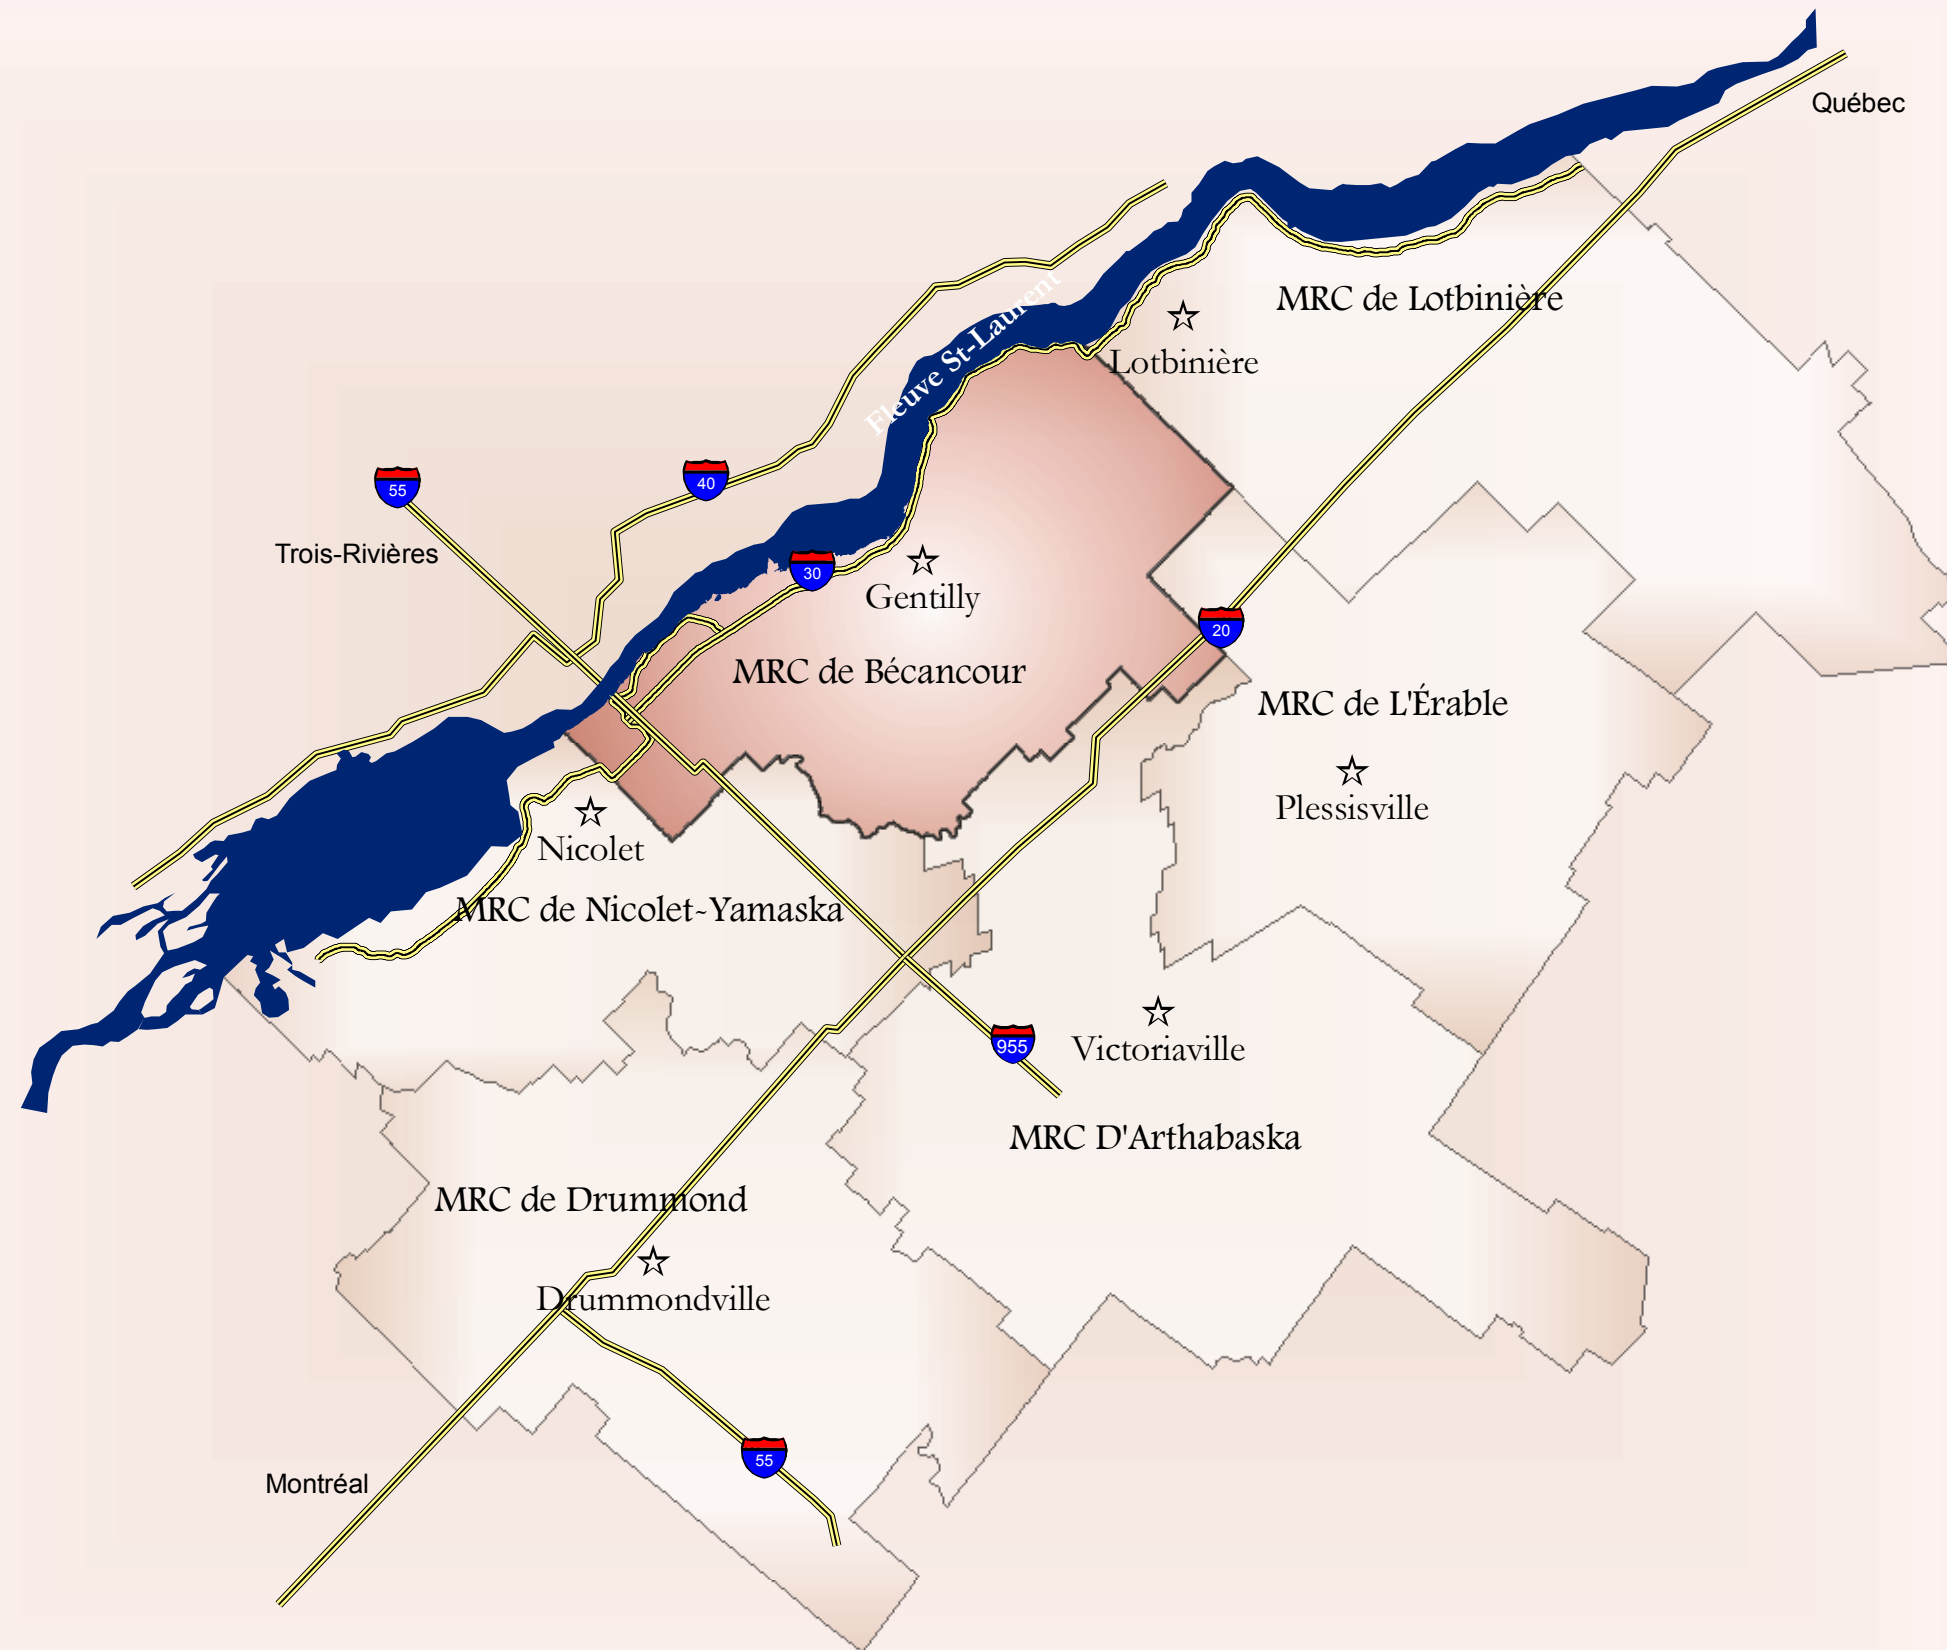 Québec
MRC de Lotbinière
Lotbinière
Fleuve St-Laurent
55
40
Trois-Rivières
30
Gentilly
20
MRC de Bécancour
MRC de L'Érable
Plessisville
Nicolet
MRC de Nicolet-Yamaska
955
Victoriaville
MRC D'Arthabaska
MRC de Drummond
Drummondville
55
Montréal